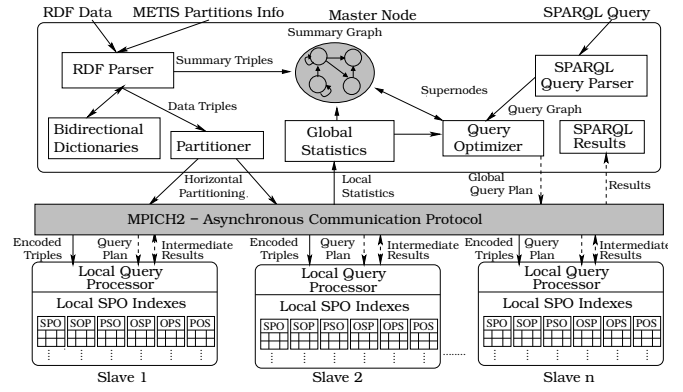 RDF Data
METIS Partitions Info
Master Node
SPARQL Query
Summary Graph
RDF Parser
Summary Triples
SPARQL
Query Parser
Supernodes
Data Triples
Query Graph
Bidirectional
Dictionaries
Partitioner
Global
Statistics
Query
Optimizer
SPARQL
Results
Horizontal
Partitioning
Local
Statistics
Global
Query Plan
Results
MPICH2 − Asynchronous Communication Protocol
Encoded
Triples
Query
Plan
Intermediate
Results
Encoded
Triples
Query
Plan
Intermediate
Results
Encoded
Triples
Query
Plan
Intermediate
Results
Local Query
Processor
Local SPO Indexes
SPO SOP PSO OSP OPS POS
Slave 1
Local Query
Processor
Local SPO Indexes
SPO SOP PSO OSP OPS POS
Slave 2
........
Local Query
Processor
Local SPO Indexes
SPO SOP PSO OSP OPS POS
Slave n